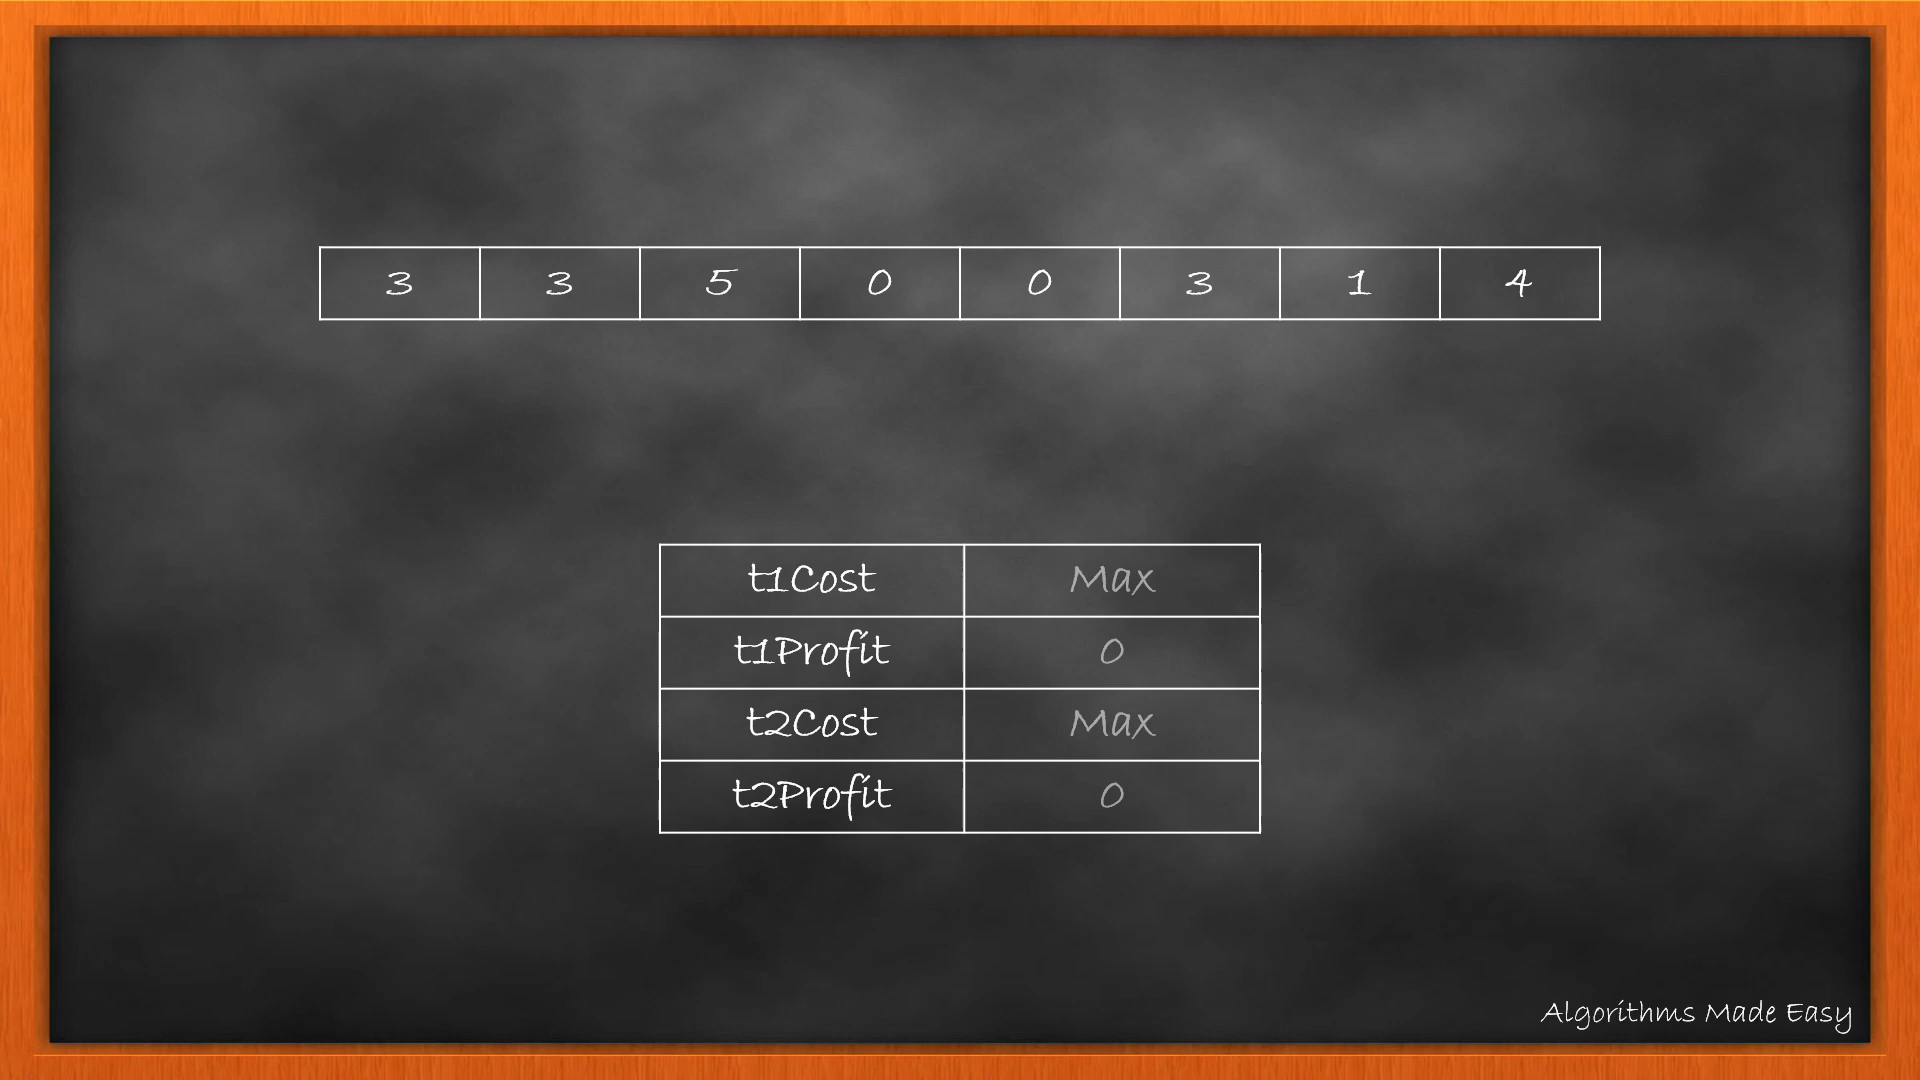 3 3 5 0 0 3 1 4
t1Cost Max
t1Profit 0
t2Cost Max
t2Profit 0
Algorithms Made Easy